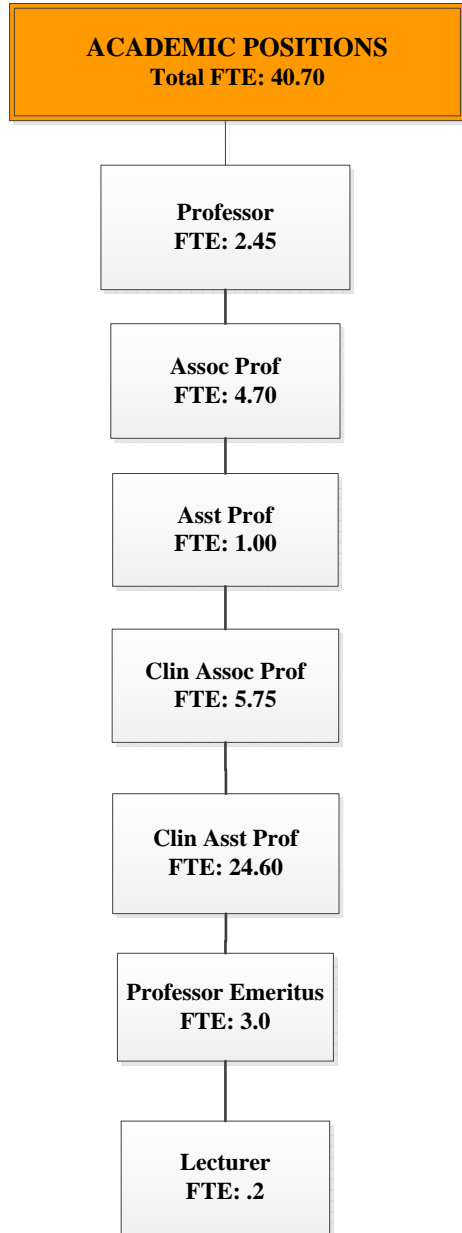 ACADEMIC POSITIONS
Total FTE: 40.70
Professor
FTE: 2.45
Assoc Prof
FTE: 4.70
Asst Prof
FTE: 1.00
Clin Assoc Prof
FTE: 5.75
Clin Asst Prof
FTE: 24.60
Professor Emeritus
FTE: 3.0
Lecturer
FTE: .2